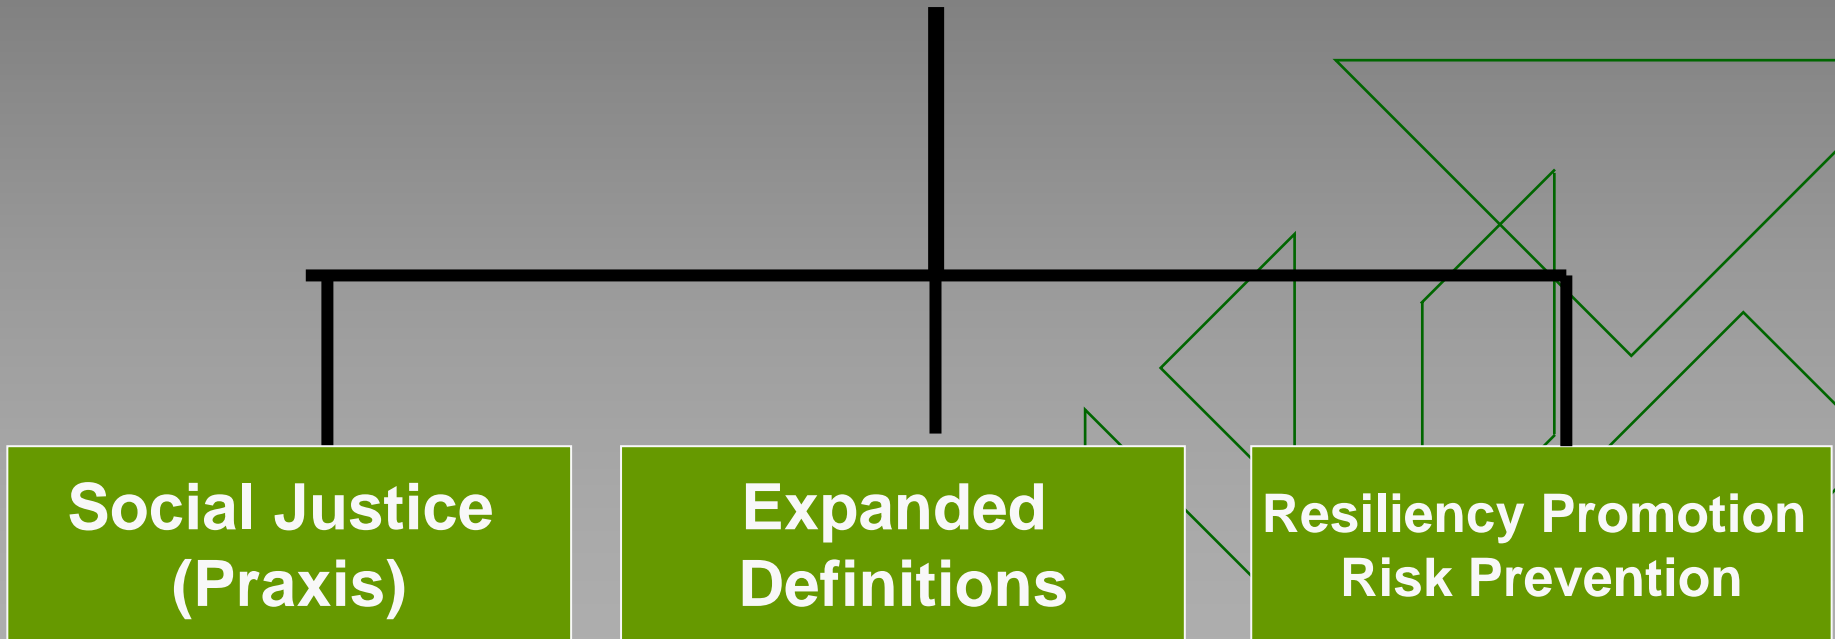 Social Justice
(Praxis)
Expanded
Definitions
Resiliency Promotion
Risk Prevention